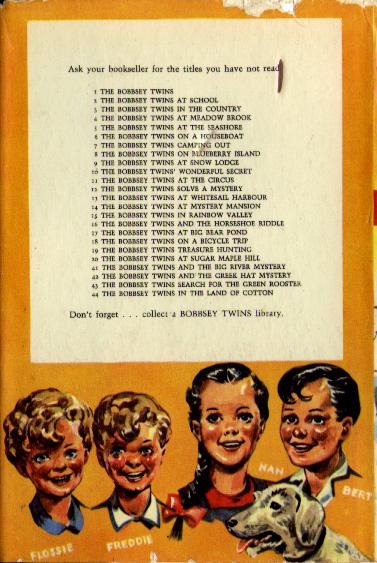 Ask your bookseller for the titles you have not read
1 THE BOBBSEY TWINS
2 THE BOBBSEY TWINS AT SCHOOL
3 THE BOBBSEY TWINS IN THE COUNTRY
4 THE BOBBSEY TWINS AT MEADOW BROOK
5 THE BOBBSEY TWINS AT THE SEASHORE
6 THE BOBBSEY TWINS ON A HOUSEBOAT
7 THE BOBBSEY TWINS CAMPING OUT
8 THE BOBBSEY TWINS ON BLUEBERRY ISLAND
9 THE BOBBSEY TWINS AT SNOW LODGE
10 THE BOBBSEY TWINS' WONDERFUL SECRET
11 THE BOBBSEY TWINS AT THE CIRCUS
12 THE BOBBSEY TWINS SOLVE A MYSTERY
13 THE BOBBSEY TWINS AT WHITESAIL HARBOUR
14 THE BOBBSEY TWINS AT MYSTERY MANSION
15 THE BOBBSEY TWINS IN RAINBOW VALLEY
16 THE BOBBSEY TWINS AND THE HORSESHOE RIDDLE
17 THE BOBBSEY TWINS AT BIG BEAR POND
18 THE BOBBSEY TWINS ON A BICYCLE TRIP
19 THE BOBBSEY TWINS TREASURE HUNTING
20 THE BOBBSEY TWINS AT SUGAR MAPLE HILL
41 THE BOBBSEY TWINS AND THE BIG RIVER MYSTERY
42 THE BOBBSEY TWINS AND THE GREEK HAT MYSTERY
43 THE BOBBSEY TWINS SEARCH FOR THE GREEN ROOSTER
44 THE BOBBSEY TWINS IN THE LAND OF COTTON
Don't forget . . . collect a BOBBSEY TWINS library.
NAN
BERT
FREDDIE
FLOSSIE